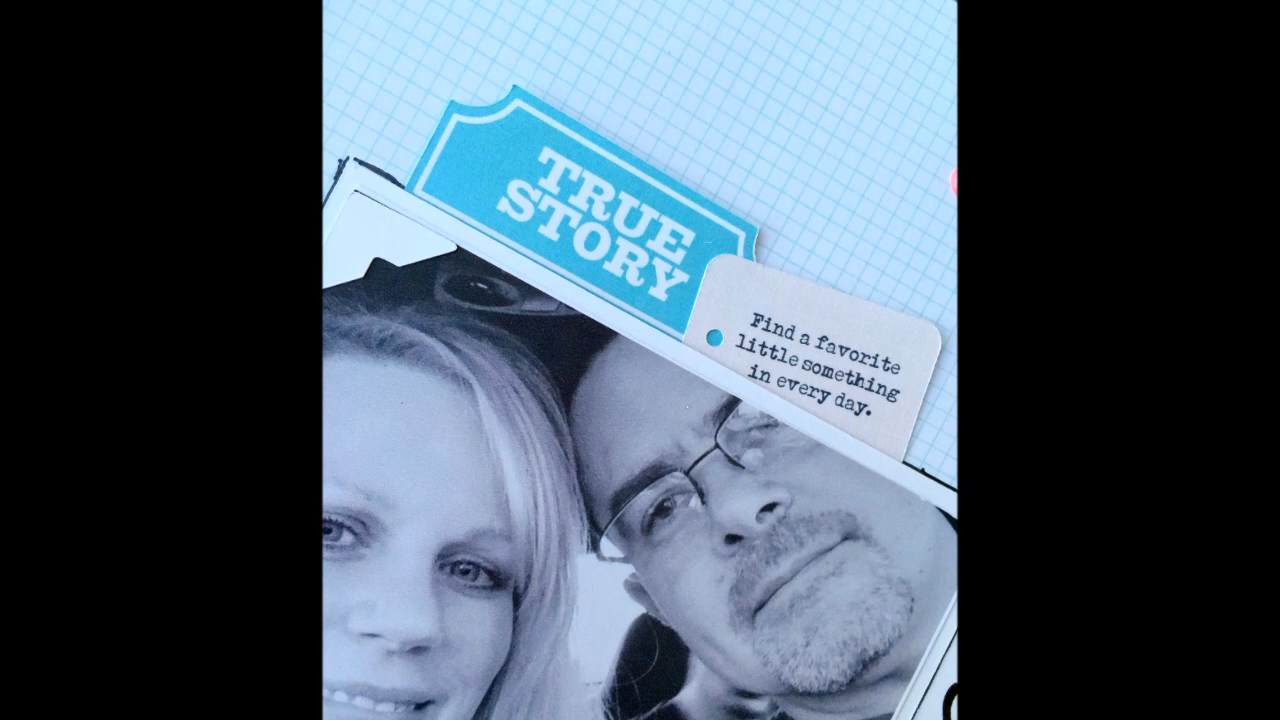 TRUE
STORY
Find a favorite
little something
in every day.